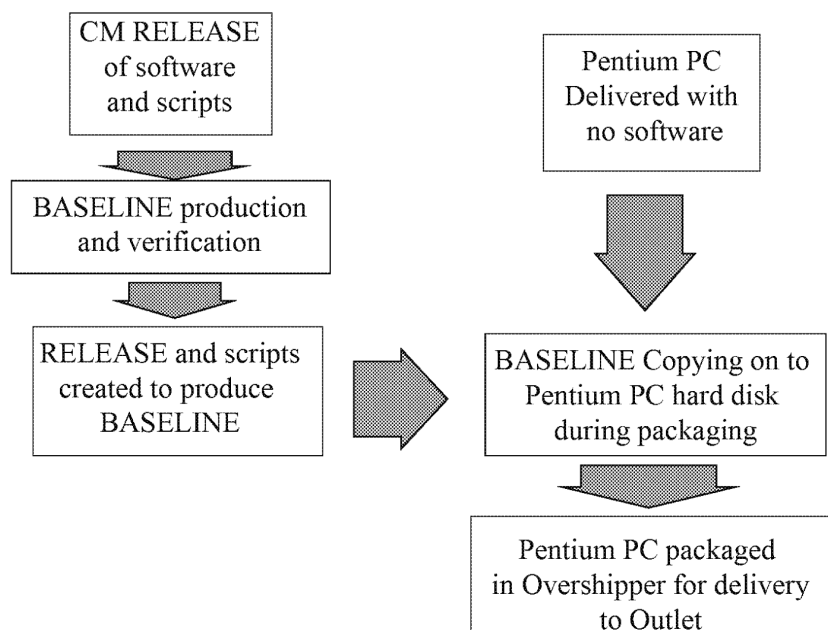 CM RELEASE
of software
and scripts
Pentium PC
Delivered with
no software
BASELINE production
and verification
RELEASE and scripts
created to produce
BASELINE
BASELINE Copying on to
Pentium PC hard disk
during packaging
Pentium PC packaged
in Overshipper for delivery
to Outlet